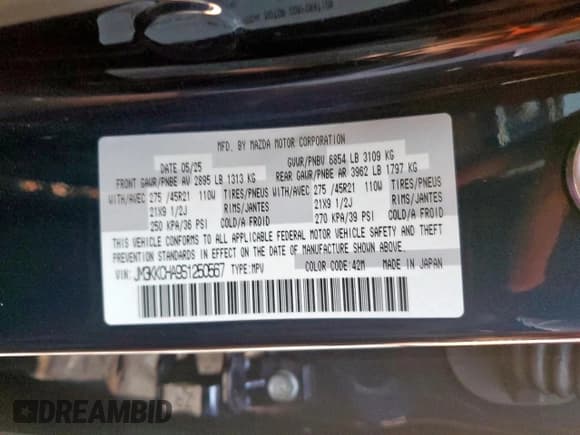 MFD. BY MAZDA MOTOR CORPORATION
DATE 05/25 GVWR/PNBV 6854 LB 3109 KG
FRONT GAWR/PNBE AV 2895 LB 1313 KG REAR GAWR/PNBE AR 3962 LB 1797 KG
WITH/AVEC 275 /45R21 110W TIRES/PNEUS WITH/AVEC 275 /45R21 110W TIRES/PNEUS
21X9 1/2J RIMS/JANTES 21X9 1/2J RIMS/JANTES
250 KPA/36 PSI COLD/A FROID 270 KPA/39 PSI COLD/A FROID
THIS VEHICLE CONFORMS TO ALL APPLICABLE FEDERAL MOTOR VEHICLE SAFETY AND THEFT
PREVENTION STANDARDS IN EFFECT ON THE DATE OF MANUFACTURE SHOWN ABOVE.
VIN: JM3KKCHA951250567 TYPE:MPV COLOR CODE:42M MADE IN JAPAN
DREAMBID